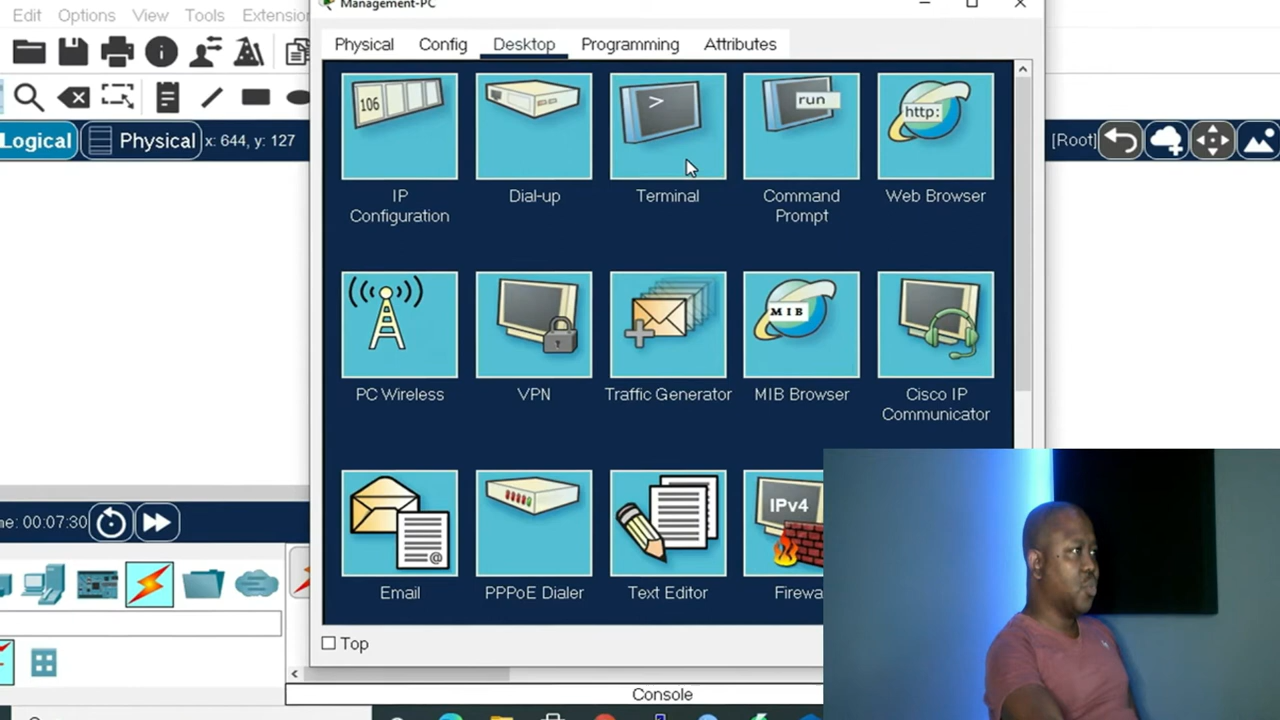 Management-PC
Edit Options View Tools Extension
Physical Config Desktop Programming Attributes
Logical Physical x: 644, y: 127
[Root]
106
>
run
http:
IP Configuration
Dial-up
Terminal
Command Prompt
Web Browser
MIB
PC Wireless
VPN
Traffic Generator
MIB Browser
Cisco IP Communicator
IPv4
@
Email
PPPoE Dialer
Text Editor
Firewa
me: 00:07:30
Top
Console